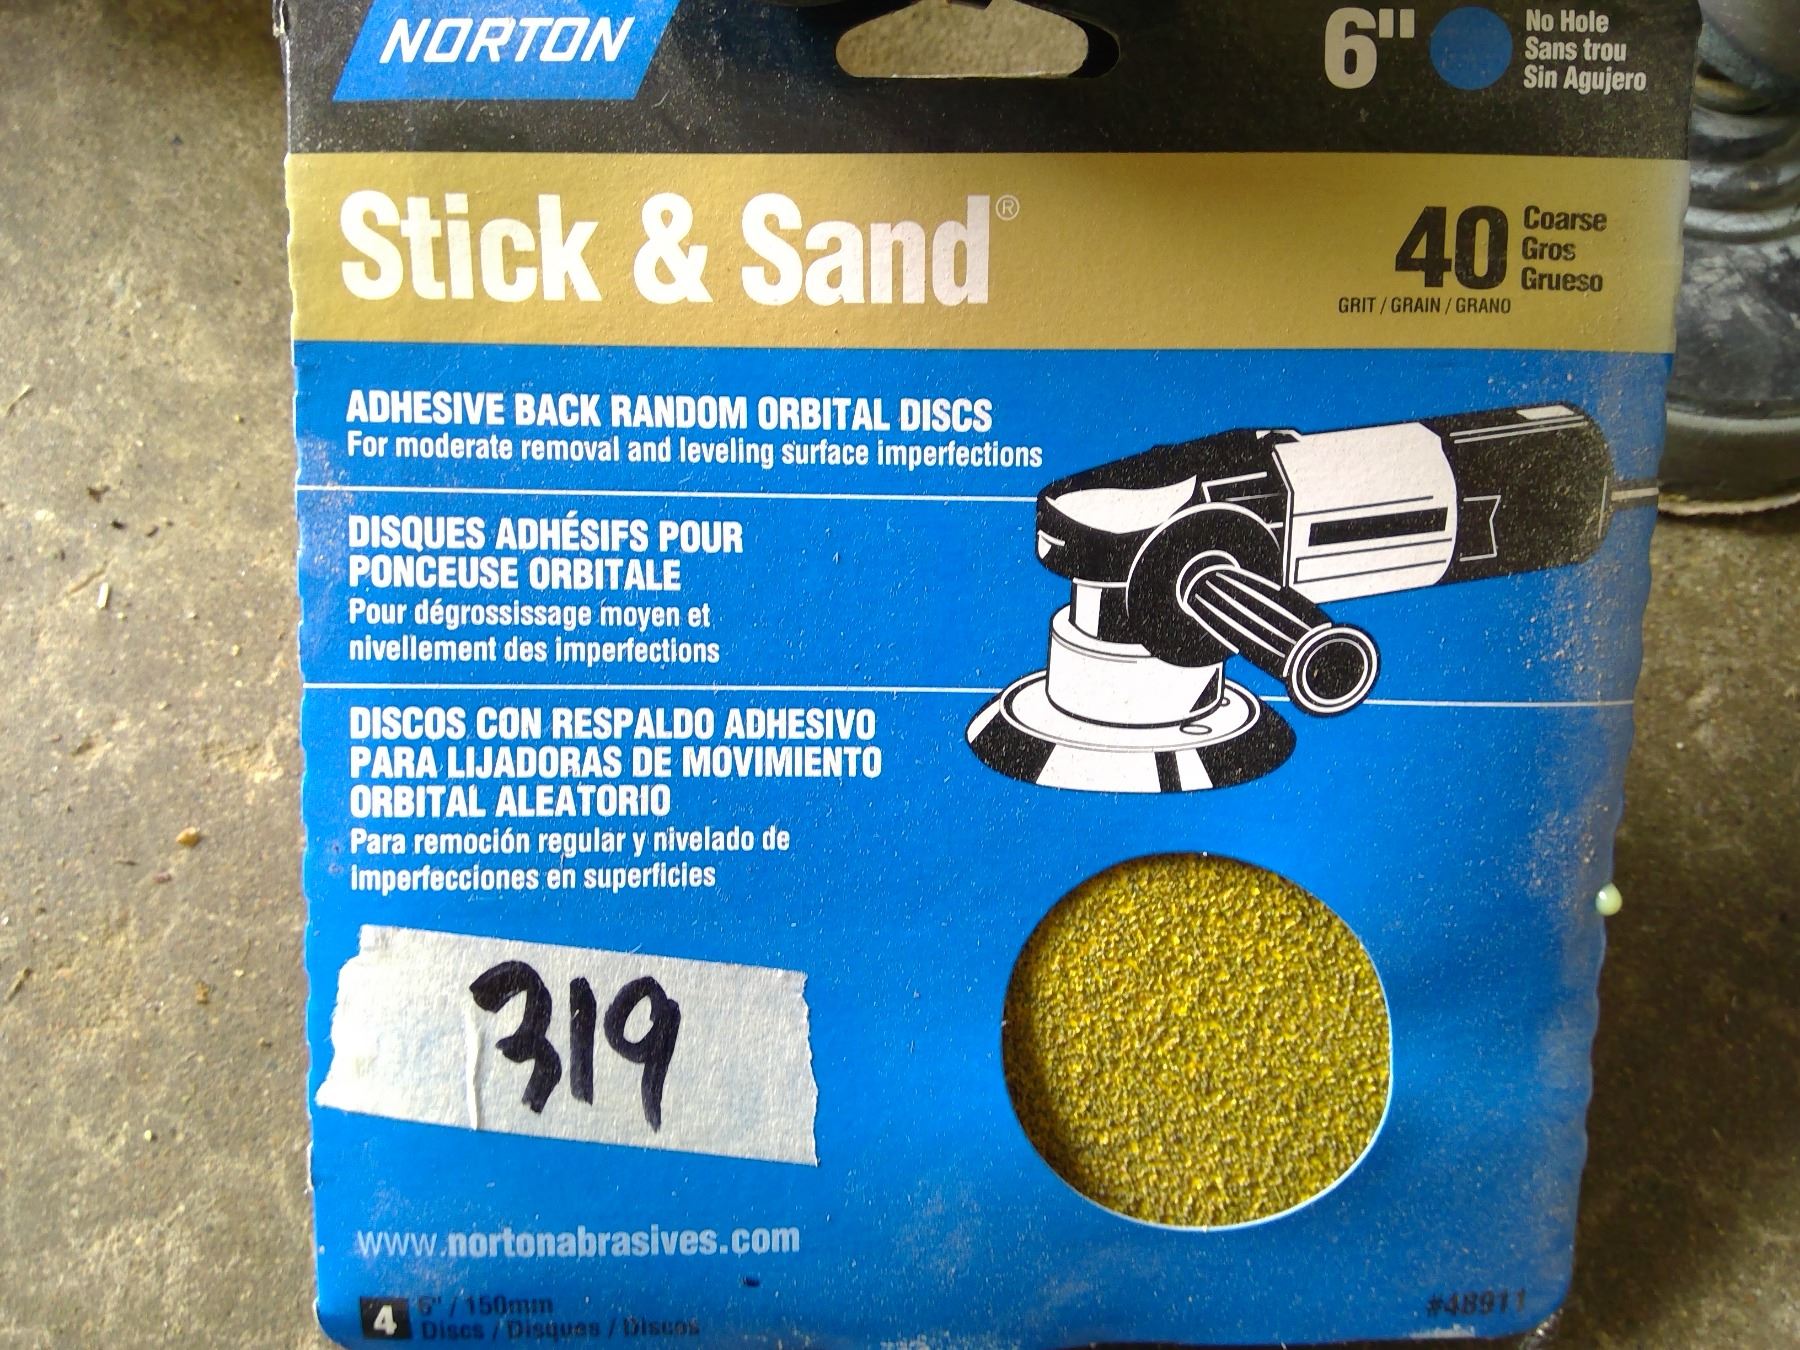 NORTON
6"
No Hole
Sans trou
Sin Agujero
Stick & Sand®
40
Coarse
Gros
Grueso
GRIT / GRAIN / GRANO
ADHESIVE BACK RANDOM ORBITAL DISCS
For moderate removal and leveling surface imperfections
DISQUES ADHÉSIFS POUR
PONCEUSE ORBITALE
Pour dégrossissage moyen et
nivellement des imperfections
DISCOS CON RESPALDO ADHESIVO
PARA LIJADORAS DE MOVIMIENTO
ORBITAL ALEATORIO
Para remoción regular y nivelado de
imperfecciones en superficies
319
www.nortonabrasives.com
4
6" / 150mm
Discs / Disques / Discos
#48911